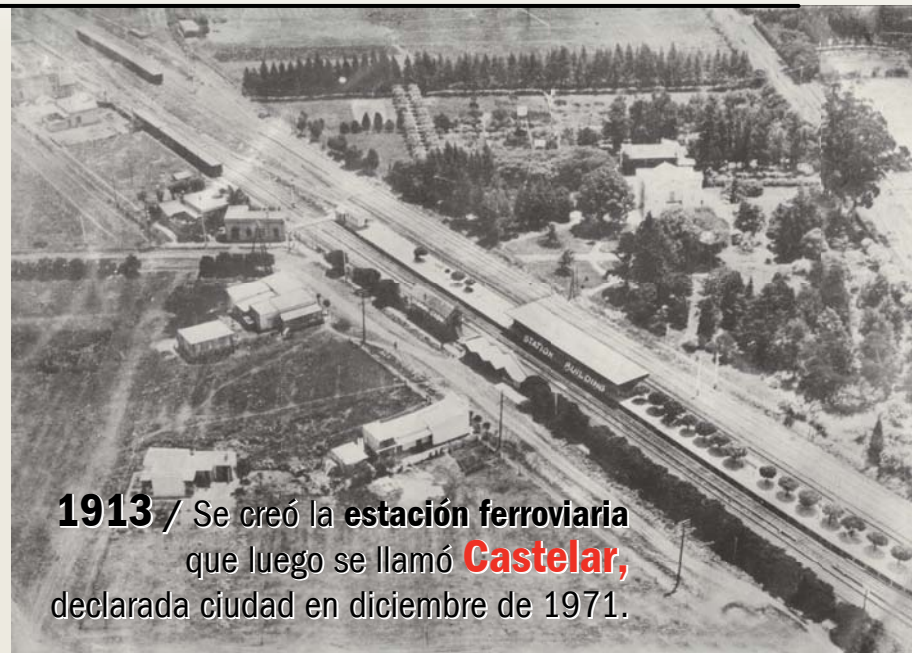 STATION BUILDING
1913 / Se creó la estación ferroviaria
que luego se llamó Castelar,
declarada ciudad en diciembre de 1971.